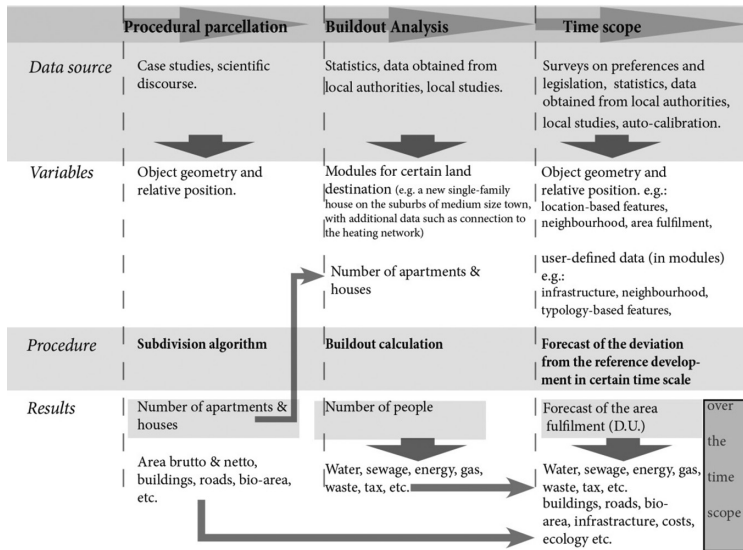 Procedural parcellation
Buildout Analysis
Time scope
Data source
Case studies, scientific
discourse.
Statistics, data obtained from
local authorities, local studies.
Surveys on preferences and
legislation, statistics, data
obtained from local authorities,
local studies, auto-calibration.
Variables
Object geometry and
relative position.
Modules for certain land
destination (e.g. a new single-family
house on the suburbs of medium size town,
with additional data such as connection to
the heating network)
Number of apartments &
houses
Object geometry and
relative position. e.g.:
location-based features,
neighbourhood, area fulfilment,
user-defined data (in modules)
e.g.:
infrastructure, neighbourhood,
typology-based features,
Procedure
Subdivision algorithm
Buildout calculation
Forecast of the deviation
from the reference develop-
ment in certain time scale
Results
Number of apartments &
houses
Number of people
Forecast of the area
fulfilment (D.U.)
over
the
time
scope
Area brutto & netto,
buildings, roads, bio-area,
etc.
Water, sewage, energy, gas,
waste, tax, etc.
Water, sewage, energy, gas,
waste, tax, etc.
buildings, roads, bio-
area, infrastracture, costs,
ecology etc.